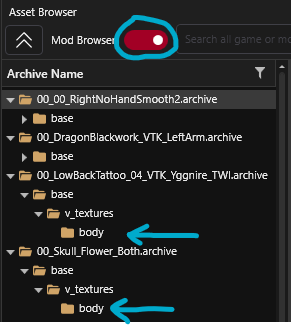 Asset Browser
Mod Browser
Search all game or mo
Archive Name
00_00_RightNoHandSmooth2.archive
base
00_DragonBlackwork_VTK_LeftArm.archive
base
00_LowBackTattoo_04_VTK_Yggnire_TWI.archive
base
v_textures
body
00_Skull_Flower_Both.archive
base
v_textures
body